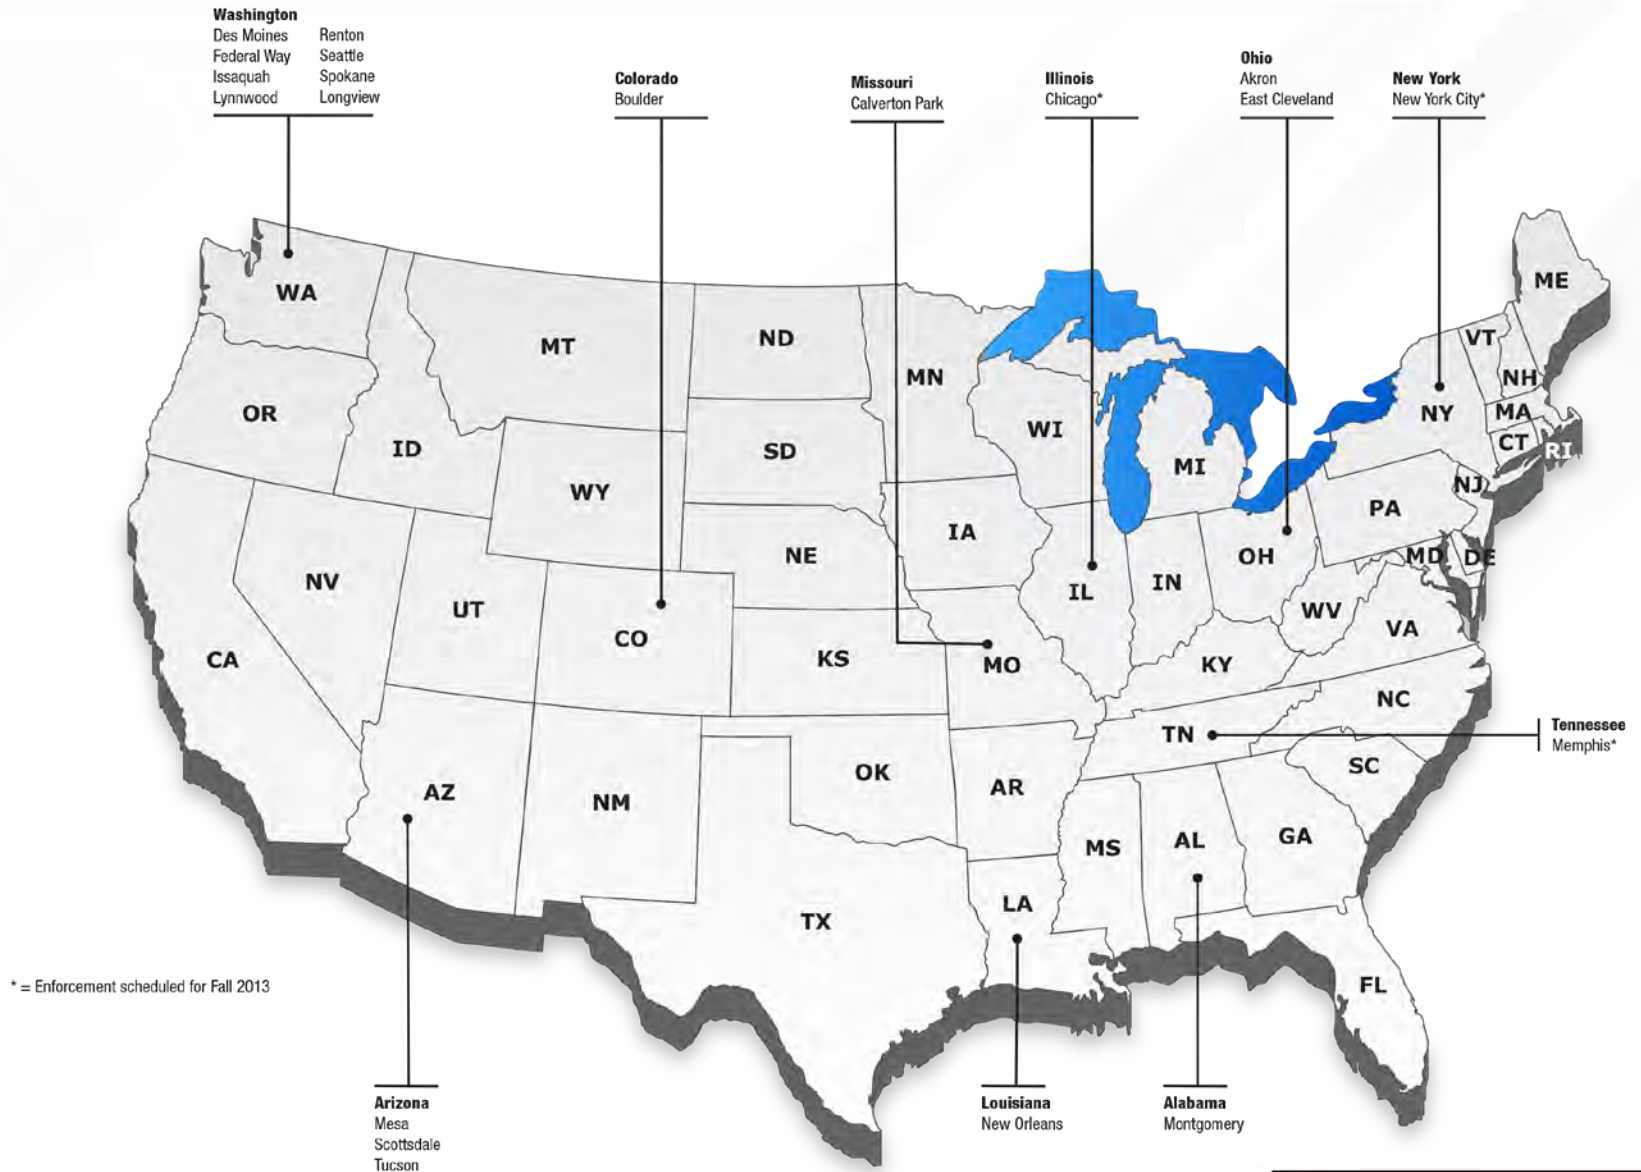 Washington
Des Moines Renton
Federal Way Seattle
Issaquah Spokane
Lynnwood Longview
Colorado
Boulder
Missouri
Calverton Park
Illinois
Chicago*
Ohio
Akron
East Cleveland
New York
New York City*
WA
MT
ND
MN
ME
VT
NH
OR
ID
SD
WI
MI
NY
MA
CT
RI
WY
NJ
PA
IA
NE
NV
UT
CO
IL
IN
OH
MD
DE
WV
VA
CA
KS
MO
KY
NC
TN
Tennessee
Memphis*
AZ
NM
OK
AR
SC
MS
AL
GA
TX
LA
FL
* = Enforcement scheduled for Fall 2013
Arizona
Mesa
Scottsdale
Tucson
Louisiana
New Orleans
Alabama
Montgomery